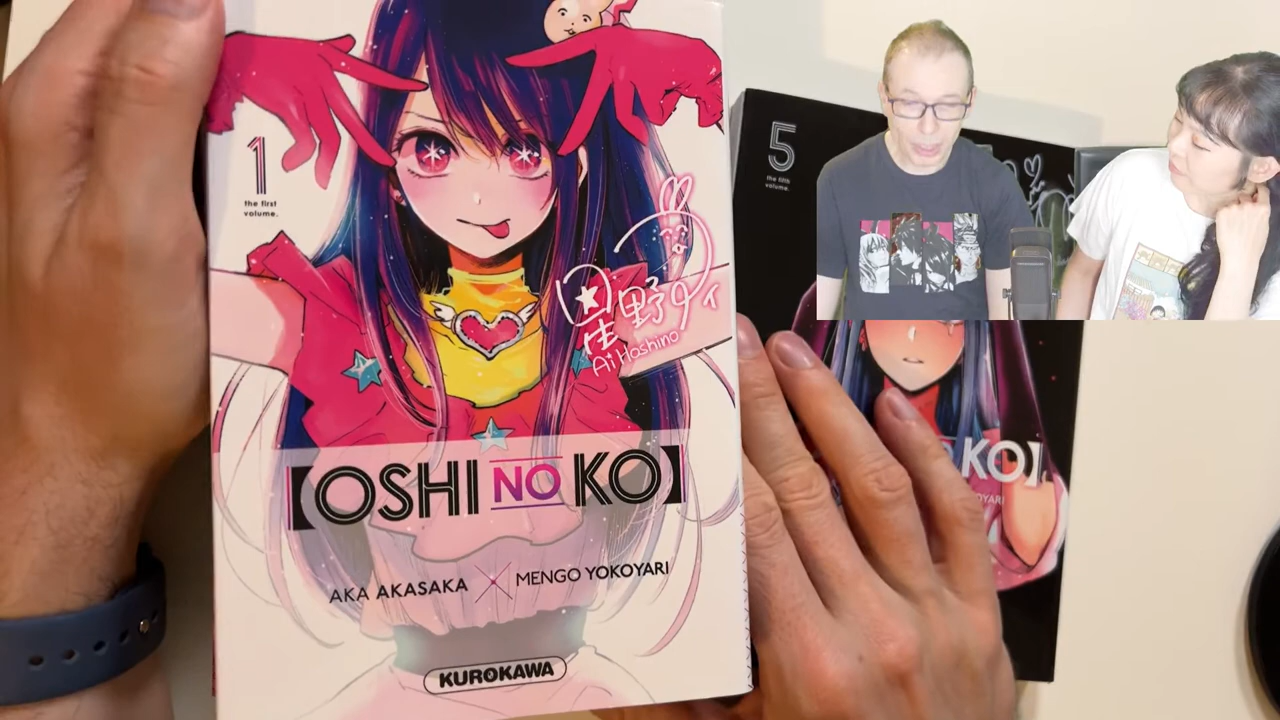 1
the first
volume.
星野アイ
Ai Hoshino
【OSHI NO KO】
AKA AKASAKA × MENGO YOKOYARI
KUROKAWA
5
the fifth
volume.
KO】
YOKOYARI